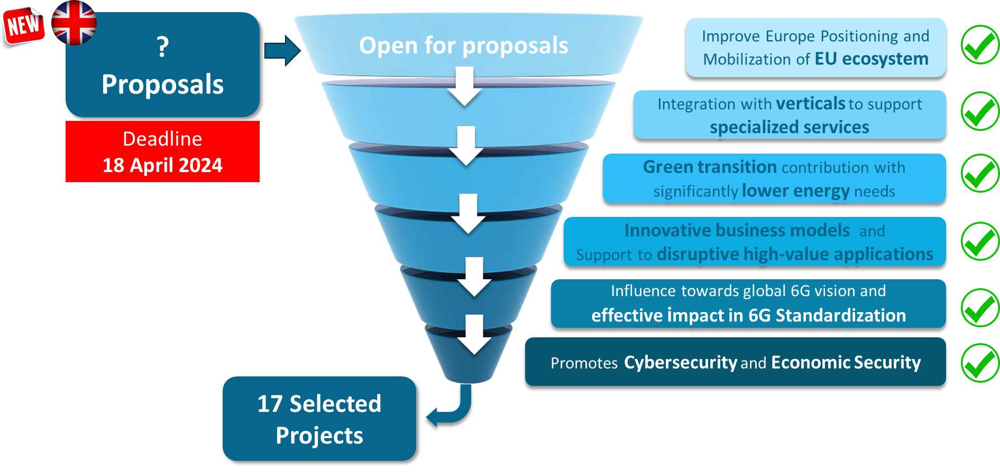 NEW
?
Proposals
Deadline
18 April 2024
Open for proposals
Improve Europe Positioning and
Mobilization of EU ecosystem
Integration with verticals to support
specialized services
Green transition contribution with
significantly lower energy needs
Innovative business models and
Support to disruptive high-value applications
Influence towards global 6G vision and
effective impact in 6G Standardization
Promotes Cybersecurity and Economic Security
17 Selected
Projects